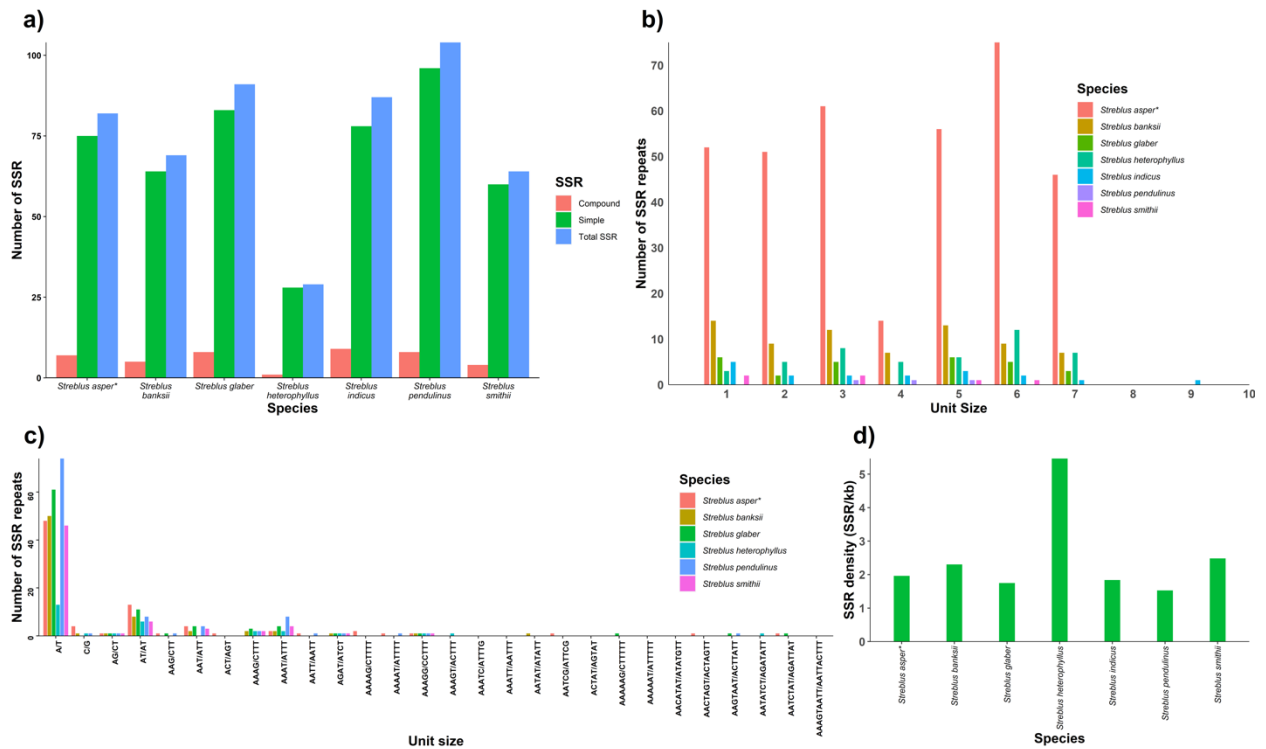 a)
Number of SSR
100
75
50
25
0
Streblus asper*
Streblus banksii
Streblus glaber
Streblus heterophyllus
Streblus indicus
Streblus pendulinus
Streblus smithii
Species
SSR
Compound
Simple
Total SSR
b)
Number of SSR repeats
70
60
50
40
30
20
10
0
1 2 3 4 5 6 7 8 9 10
Unit Size
Species
Streblus asper*
Streblus banksii
Streblus glaber
Streblus heterophyllus
Streblus indicus
Streblus pendulinus
Streblus smithii
c)
Number of SSR repeats
60
40
20
0
A/T
C/G
AG/CT
AT/AT
AAG/CTT
AAT/ATT
ACT/AGT
AAAG/CTTT
AAAT/ATTT
AATT/AATT
AGAT/ATCT
AAAAG/CTTTT
AAAAT/ATTTT
AAAGG/CCTTT
AAAGT/ACTTT
AAATC/ATTTG
AAATT/AATTT
AATAT/ATATT
AATCG/ATTCG
ACTAT/AGTAT
AAAAAG/CTTTTT
AAAAAT/ATTTTT
AACATAT/ATATGTT
AACTAGT/ACTAGTT
AAGTAAT/ACTTATT
AATATCT/AGATATT
AATCTAT/AGATTAT
AAAGTAATT/AATTACTTT
Unit size
Species
Streblus asper*
Streblus banksii
Streblus glaber
Streblus heterophyllus
Streblus pendulinus
Streblus smithii
d)
SSR density (SSR/kb)
5
4
3
2
1
0
Streblus asper*
Streblus banksii
Streblus glaber
Streblus heterophyllus
Streblus indicus
Streblus pendulinus
Streblus smithii
Species